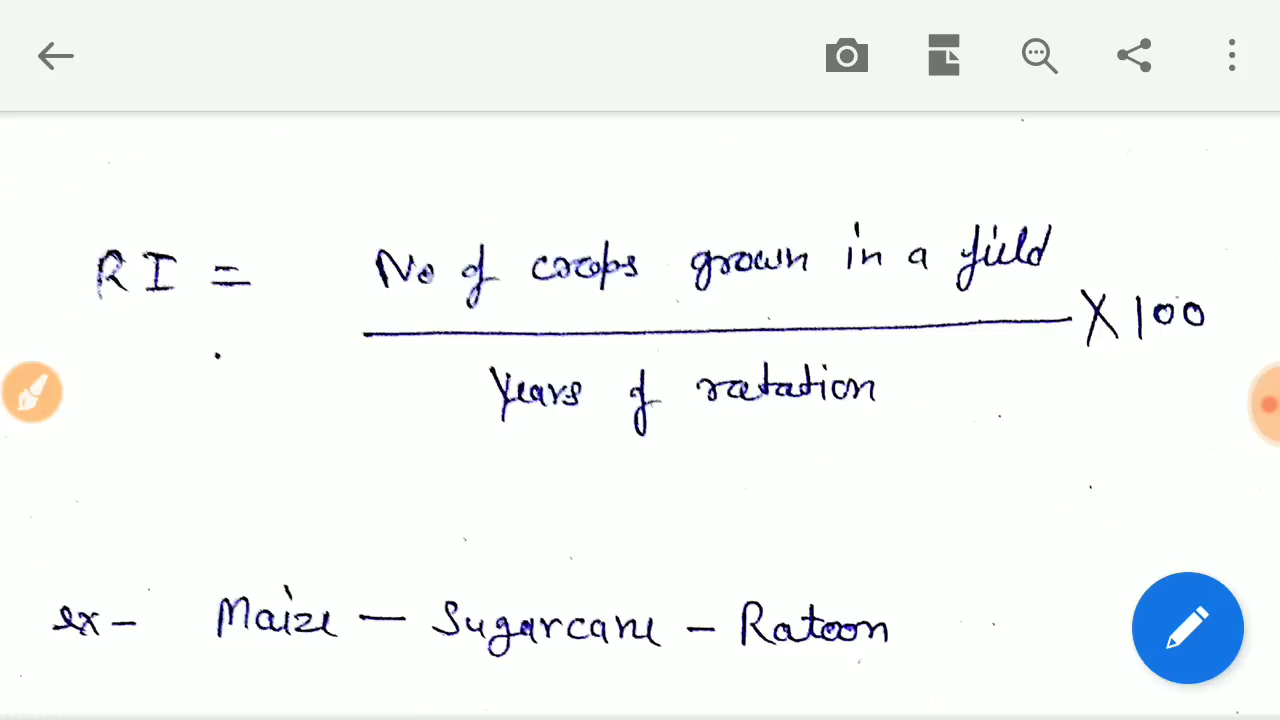 RI = No of crops grown in a field
X 100
Years of rotation
ex - Maize - Sugarcane - Ratoon